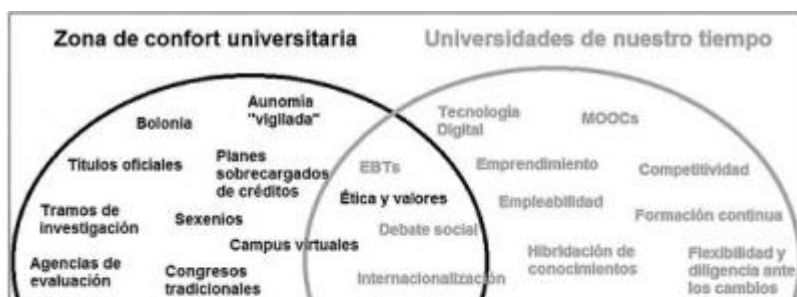 Zona de confort universitaria
Universidades de nuestro tiempo
Aunomía
"vigilada"
Bolonia
Títulos oficiales
Planes
sobrecargados
de créditos
Tramos de
investigación
Sexenios
Campus virtuales
Agencias de
evaluación
Congresos
tradicionales
EBTs
Ética y valores
Debate social
Internacionalización
Tecnología
Digital
MOOCs
Emprendimiento
Competitividad
Empleabilidad
Formación continua
Hibridación de
conocimientos
Flexibilidad y
diligencia ante
los cambios